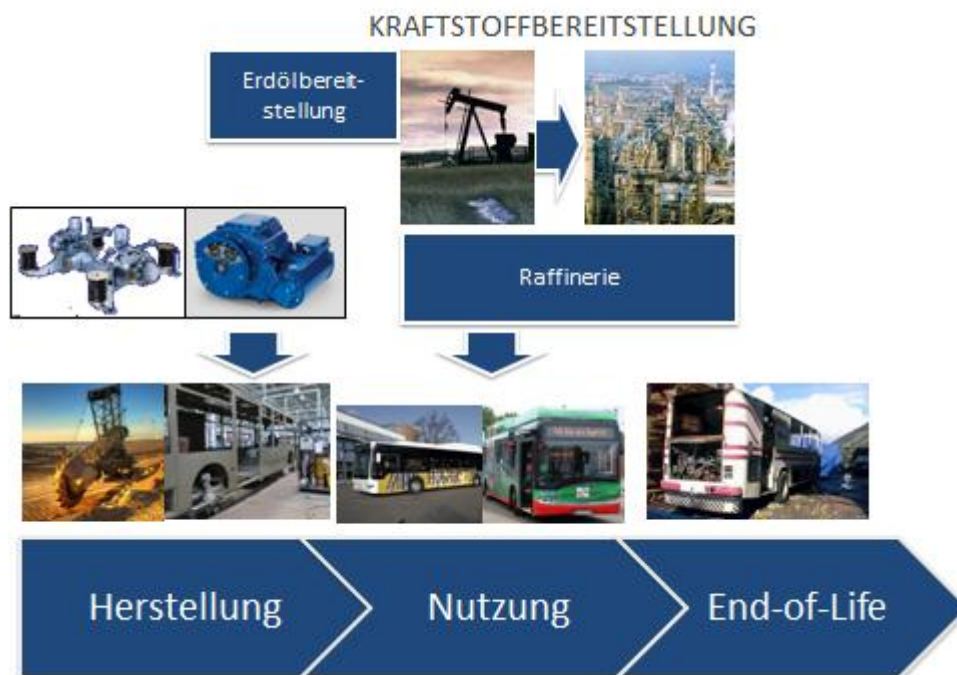 KRAFTSTOFFBEREITSTELLUNG
Erdölbereit-
stellung
Raffinerie
Herstellung
Nutzung
End-of-Life